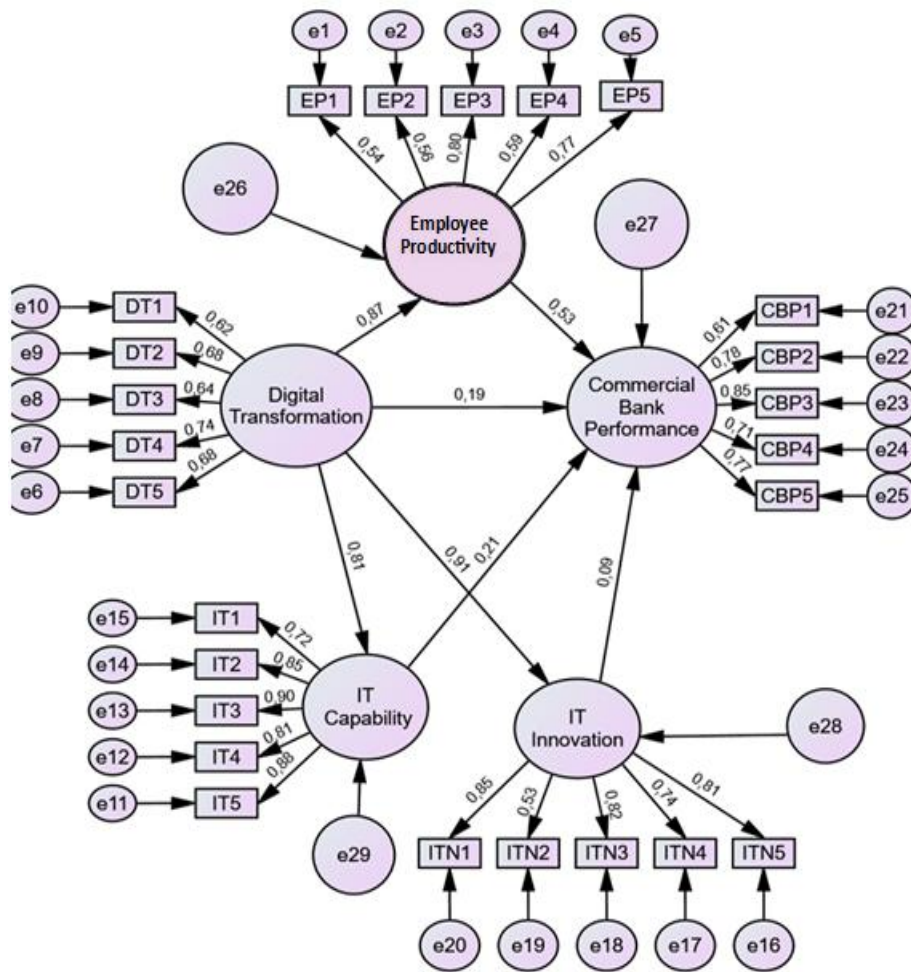 e1
e2
e3
e4
e5
EP1
EP2
EP3
EP4
EP5
0,54
0,56
0,80
0,59
0,77
e26
Employee
Productivity
e27
e10
DT1
0,62
e9
DT2
0,68
e8
DT3
0,64
e7
DT4
0,74
e6
DT5
0,68
Digital
Transformation
0,87
0,53
0,19
Commercial
Bank
Performance
0,61
CBP1
e21
0,78
CBP2
e22
0,85
CBP3
e23
0,71
CBP4
e24
0,77
CBP5
e25
0,81
0,91
0,21
0,09
e15
IT1
0,72
e14
IT2
0,85
e13
IT3
0,90
e12
IT4
0,81
e11
IT5
0,88
IT
Capability
IT
Innovation
e28
e29
0,85
0,53
0,82
0,74
0,81
ITN1
ITN2
ITN3
ITN4
ITN5
e20
e19
e18
e17
e16